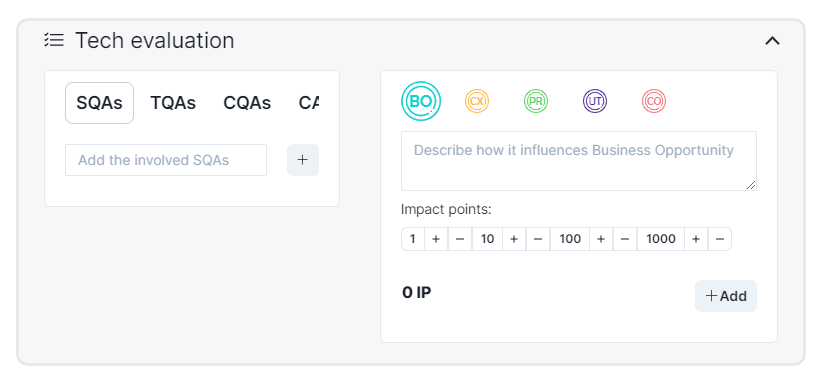 Tech evaluation
SQAs TQAs CQAs CA
Add the involved SQAs +
BO CX PR UT CO
Describe how it influences Business Opportunity
Impact points:
1 + − 10 + − 100 + − 1000 + −
0 IP
+ Add